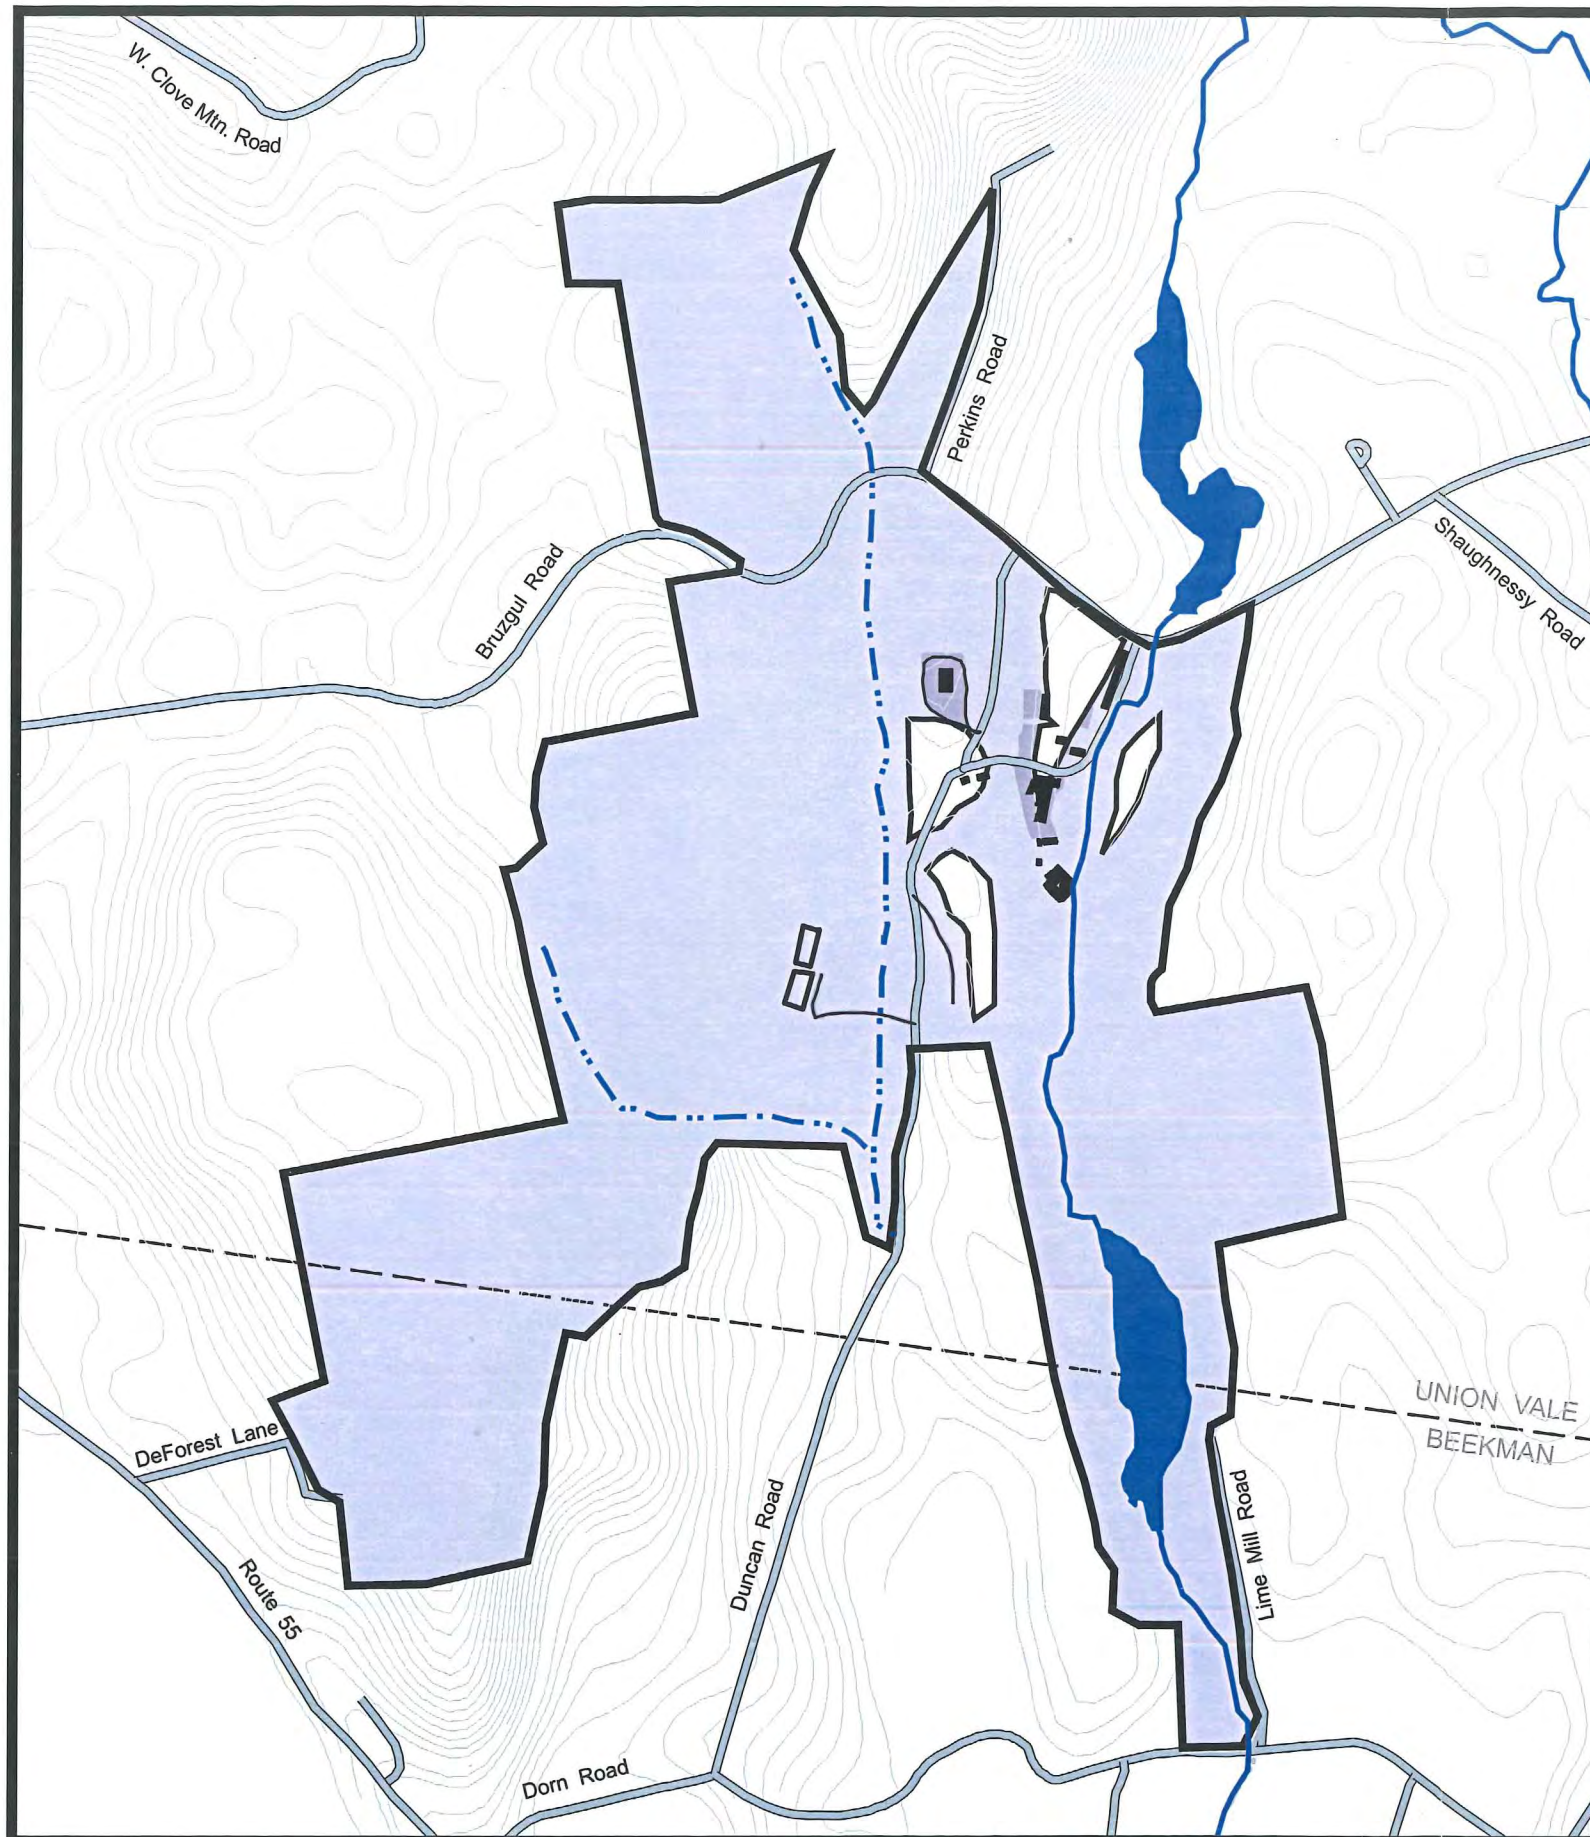 W. Clove Mtn. Road
Perkins Road
Shaughnessy Road
Bruzgul Road
UNION VALE
BEEKMAN
DeForest Lane
Duncan Road
Lime Mill Road
Route 55
Dorn Road